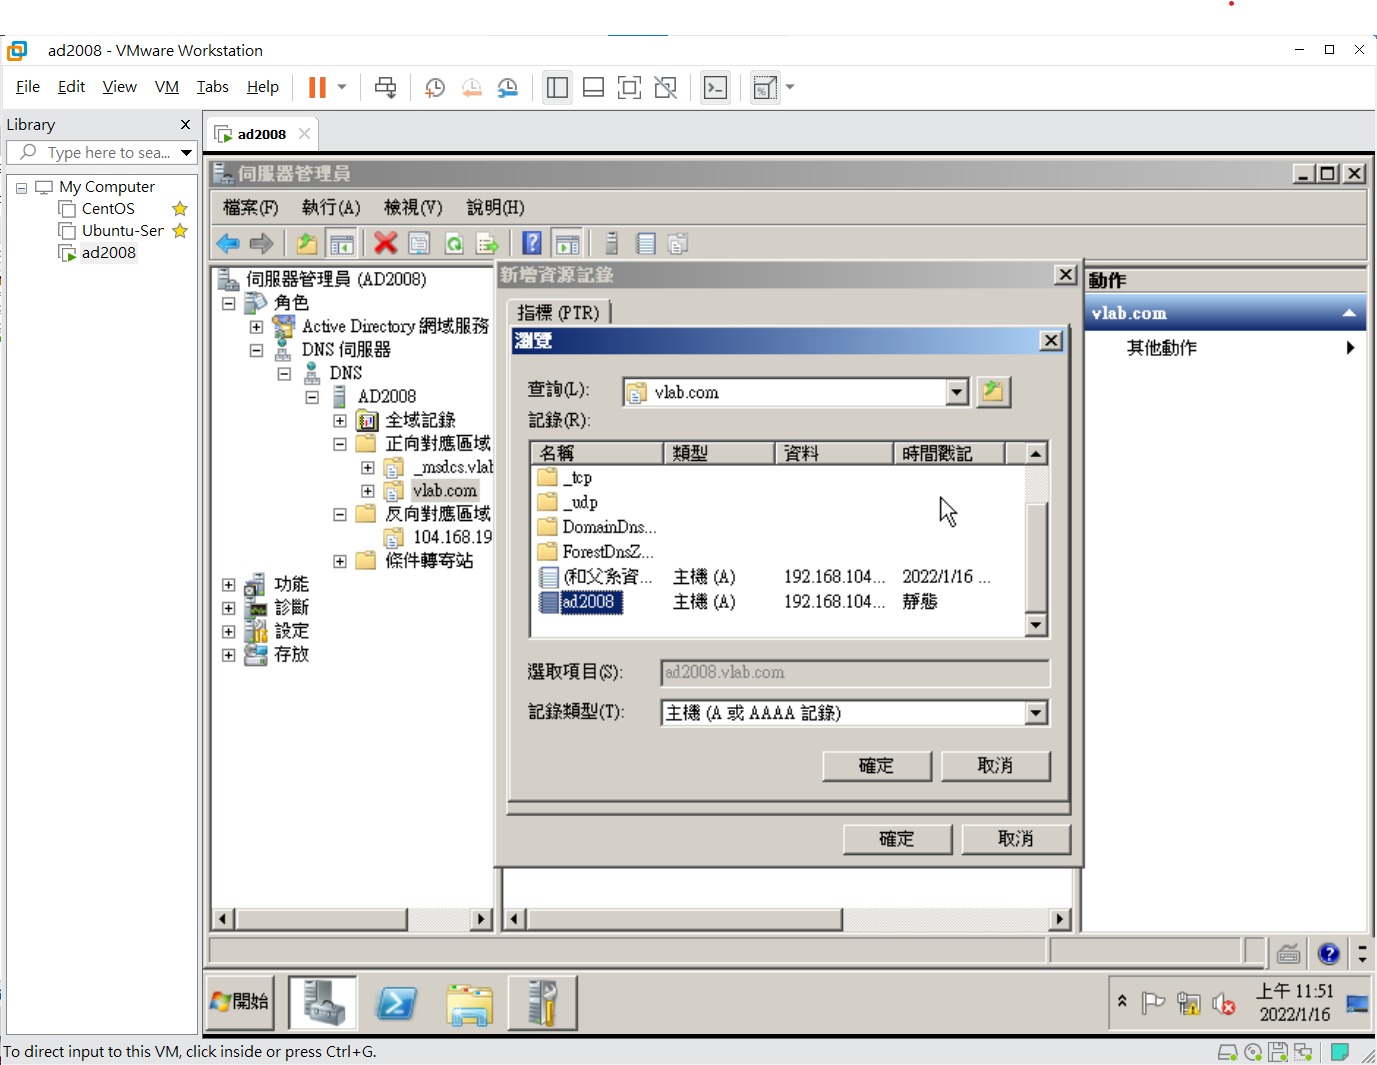 ad2008 - VMware Workstation
File Edit View VM Tabs Help
Library
ad2008
Type here to sea...
My Computer
CentOS
Ubuntu-Ser
ad2008
伺服器管理員
檔案(F) 執行(A) 檢視(V) 說明(H)
伺服器管理員 (AD2008)
角色
Active Directory 網域服務
DNS 伺服器
DNS
AD2008
全域記錄
正向對應區域
_msdcs.vlab
vlab.com
反向對應區域
104.168.19
條件轉寄站
功能
診斷
設定
存放
新增資源記錄
指標 (PTR)
瀏覽
查詢(L): vlab.com
記錄(R):
名稱 類型 資料 時間戳記
_tcp
_udp
DomainDns...
ForestDnsZ...
(和父系資... 主機 (A) 192.168.104... 2022/1/16 ...
ad2008 主機 (A) 192.168.104... 靜態
選取項目(S): ad2008.vlab.com
記錄類型(T): 主機 (A 或 AAAA 記錄)
確定 取消
確定 取消
動作
vlab.com
其他動作
開始
上午 11:51
2022/1/16
To direct input to this VM, click inside or press Ctrl+G.